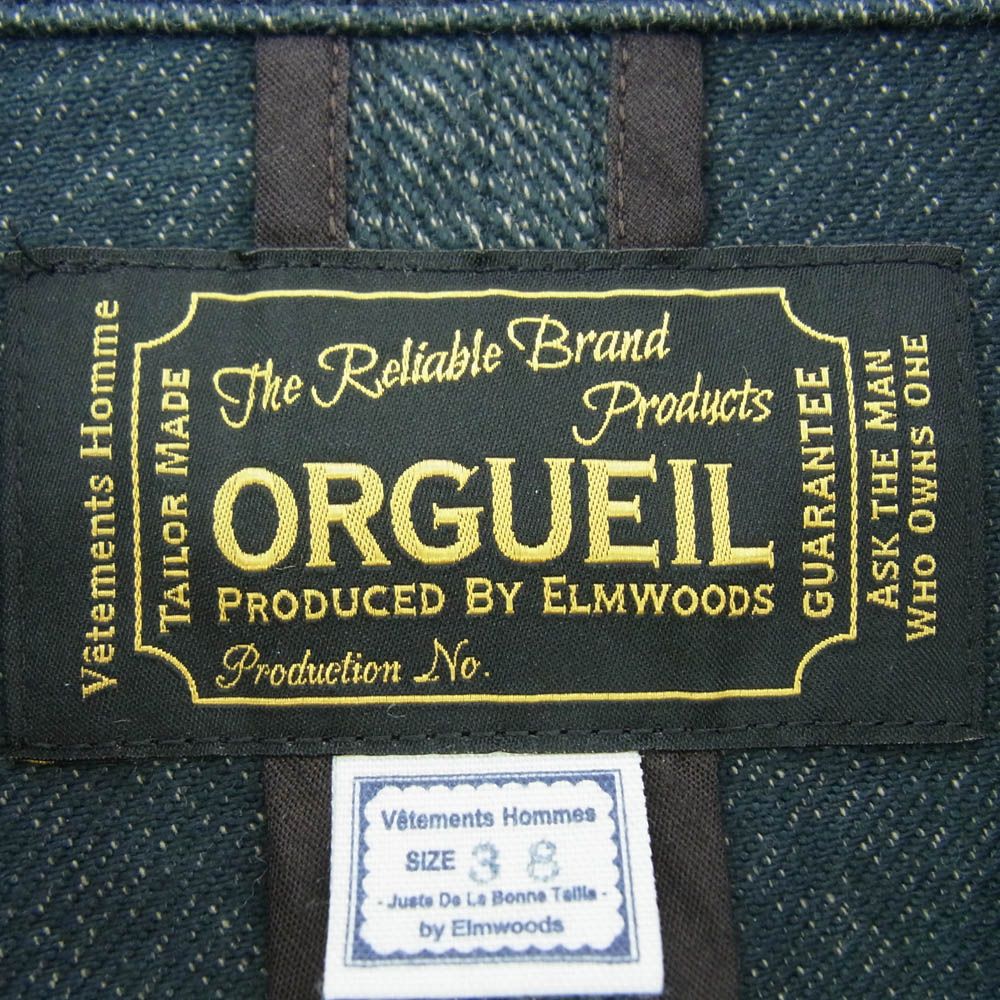 Vêtements Homme
TAILOR MADE
The Reliable Brand
Products
ORGUEIL
PRODUCED BY ELMWOODS
Production No.
GUARANTEE
ASK THE MAN
WHO OWNS ONE
Vêtements Hommes
SIZE 38
- Juste De La Bonne Taille -
by Elmwoods